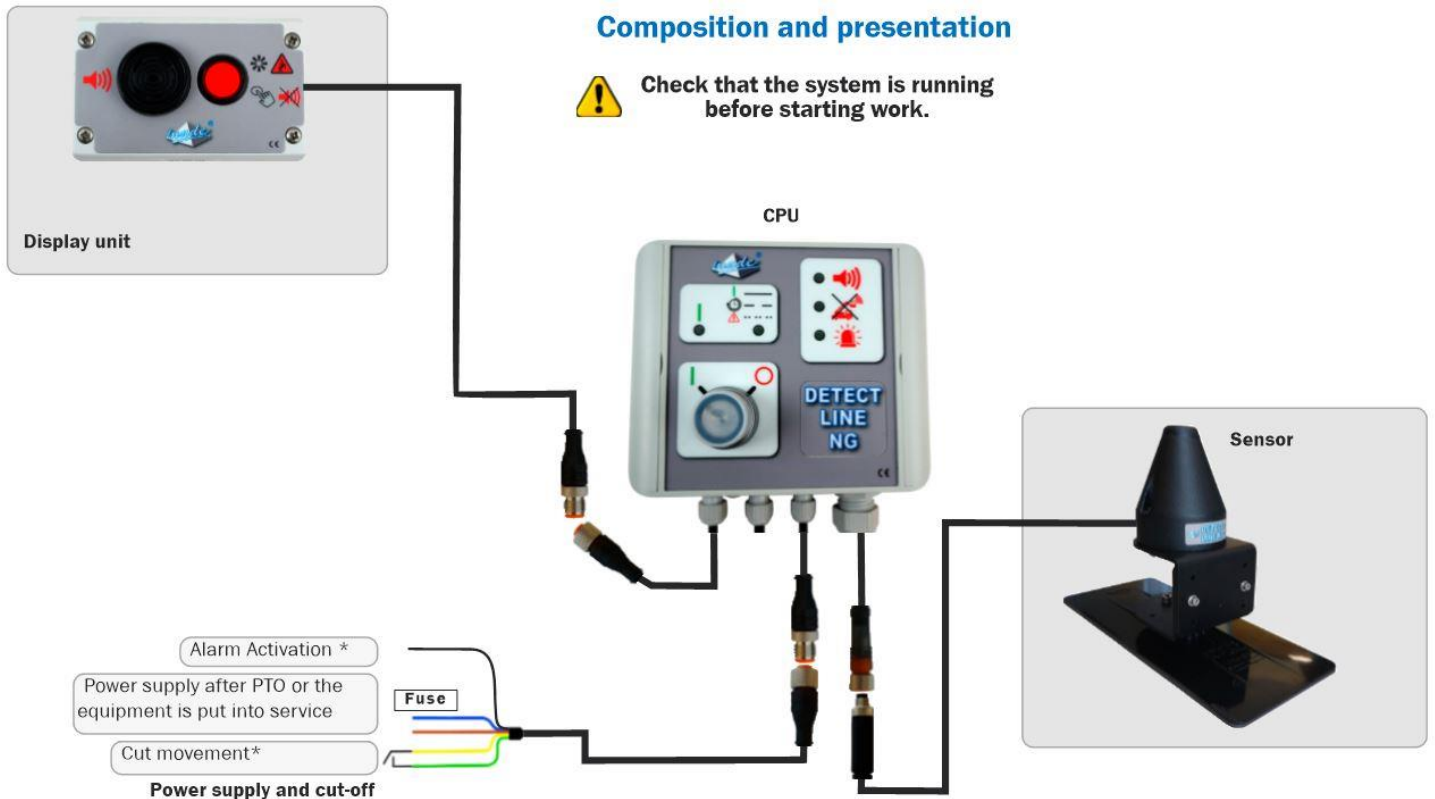 Composition and presentation
Check that the system is running
before starting work.
Display unit
CPU
DETECT
LINE
NG
Sensor
Alarm Activation *
Power supply after PTO or the
equipment is put into service
Fuse
Cut movement*
Power supply and cut-off